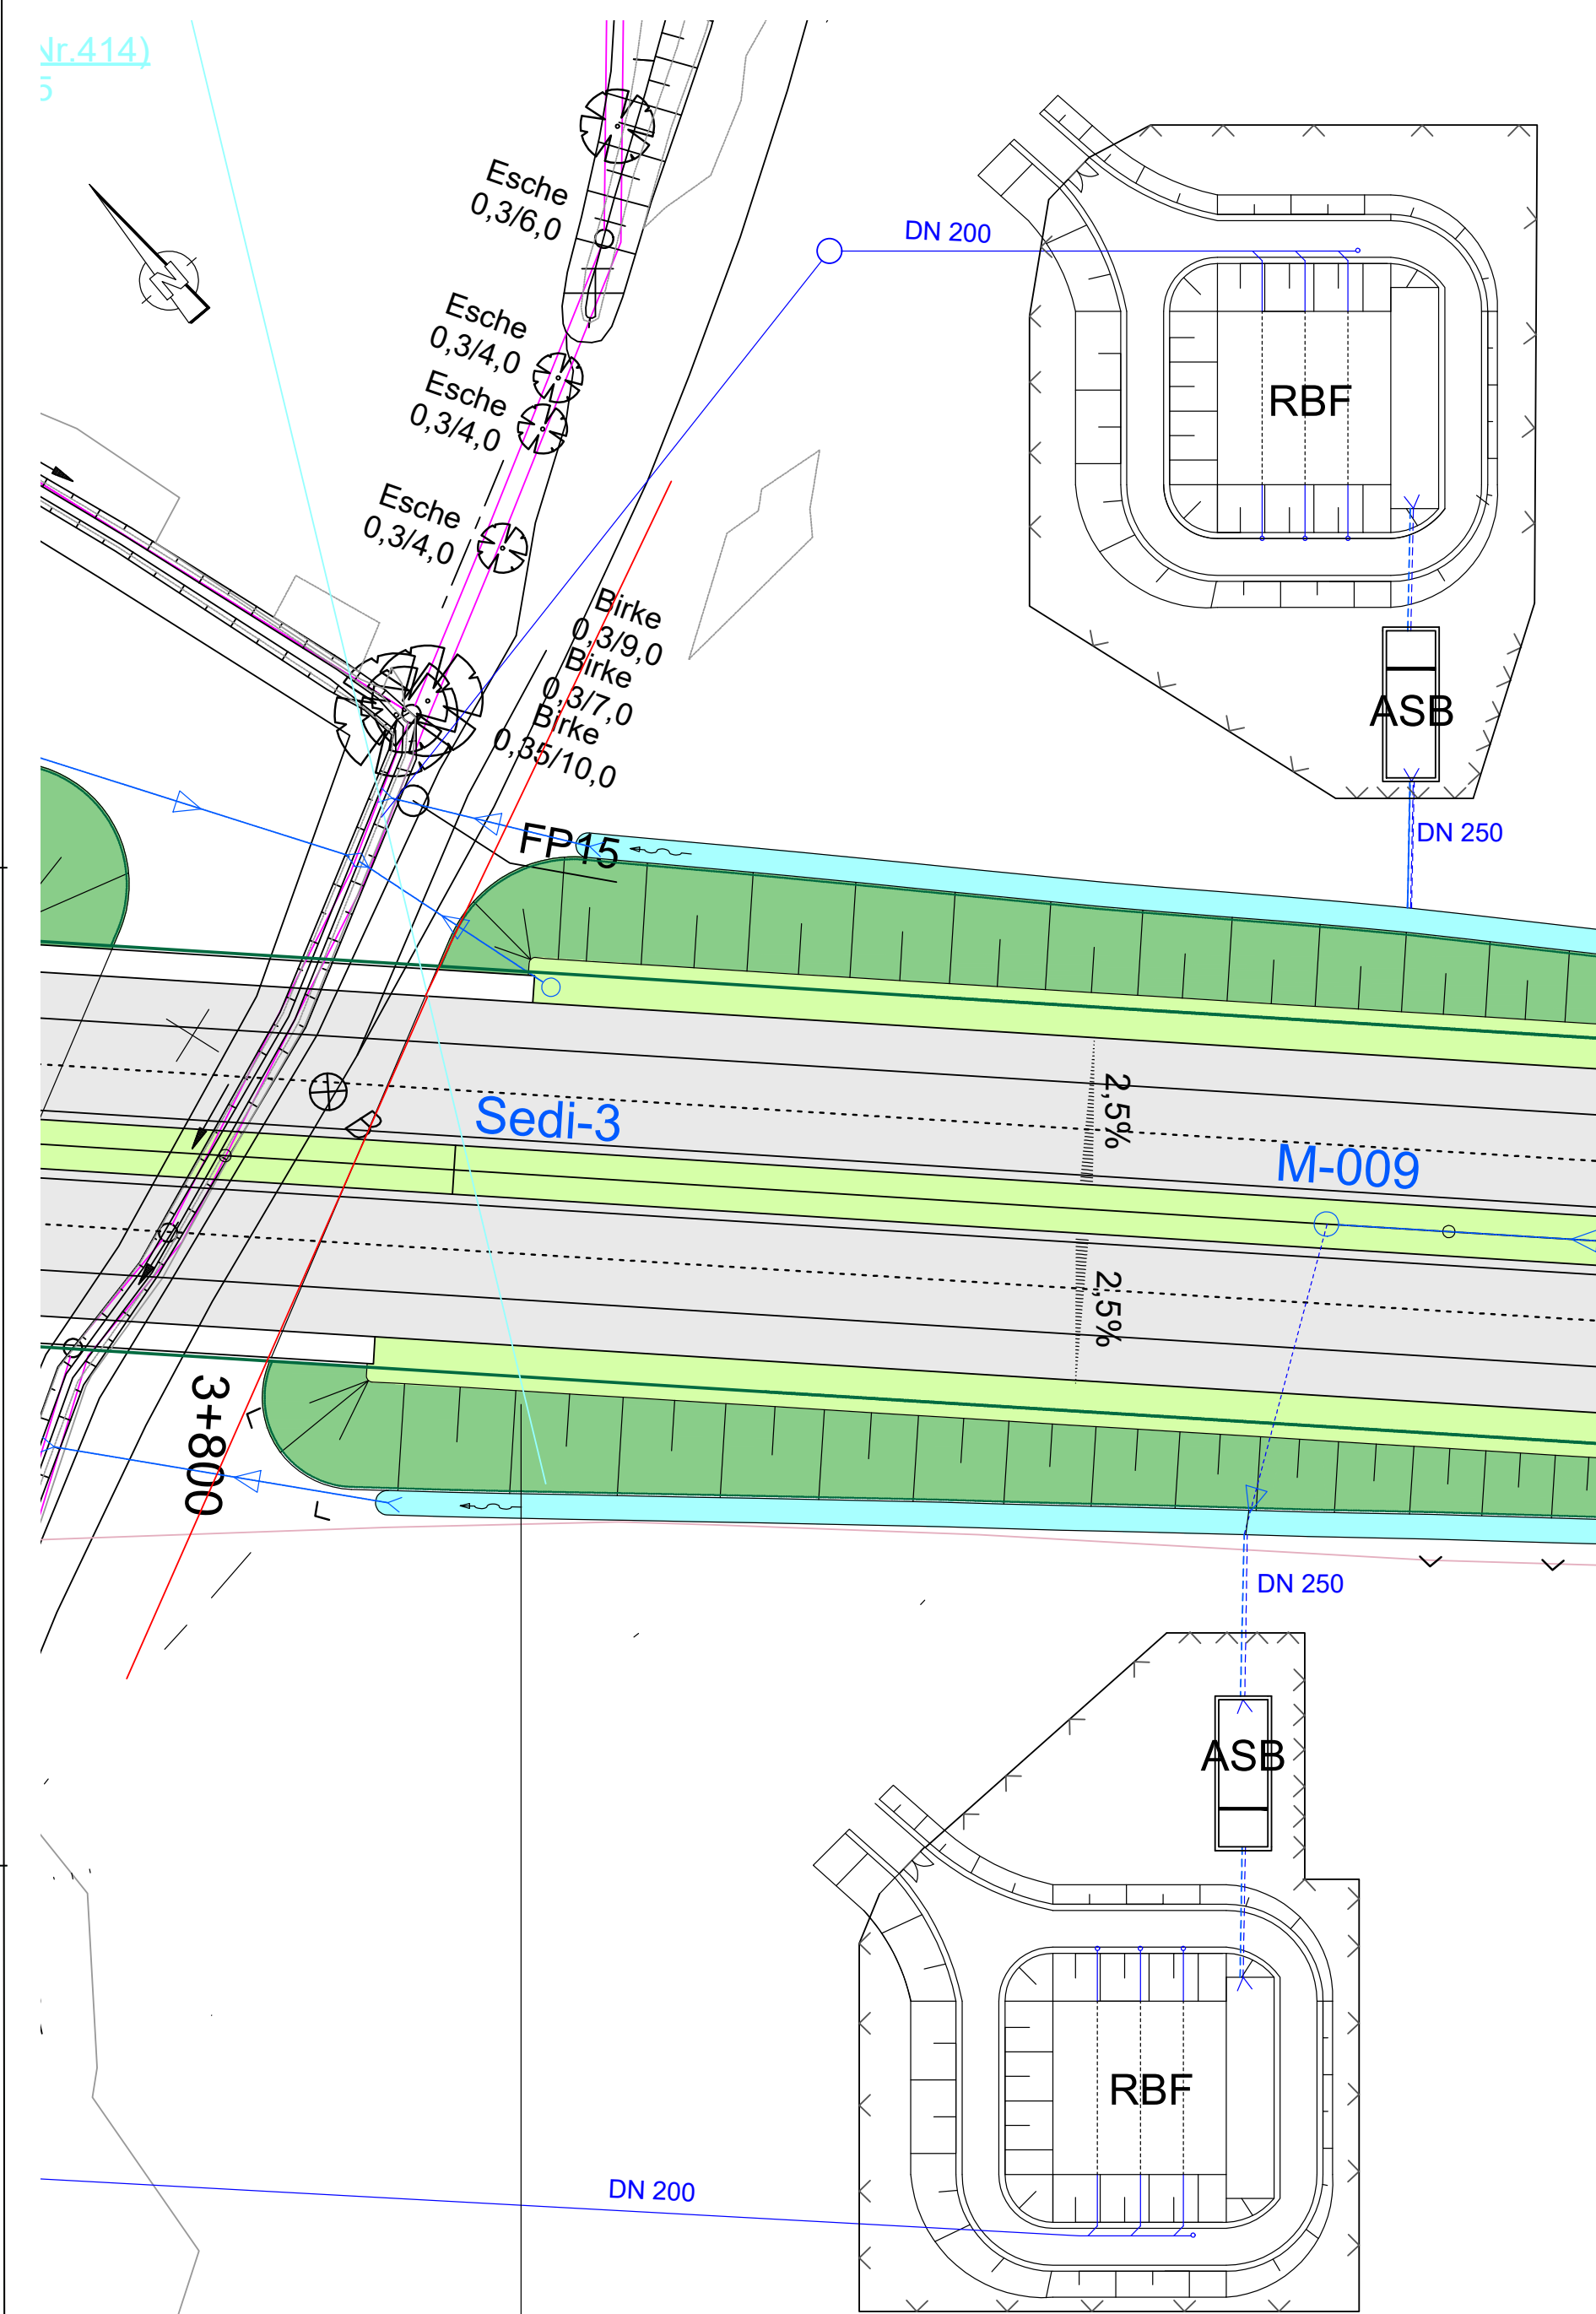 Nr.414)
5
Esche
0,3/6,0
DN 200
Esche
0,3/4,0
Esche
0,3/4,0
RBF
Esche
0,3/4,0
Birke
0,3/9,0
Birke
0,3/7,0
Birke
0,35/10,0
ASB
DN 250
FP15
Sedi-3
2,5%
M-009
2,5%
3+800
DN 250
ASB
RBF
DN 200